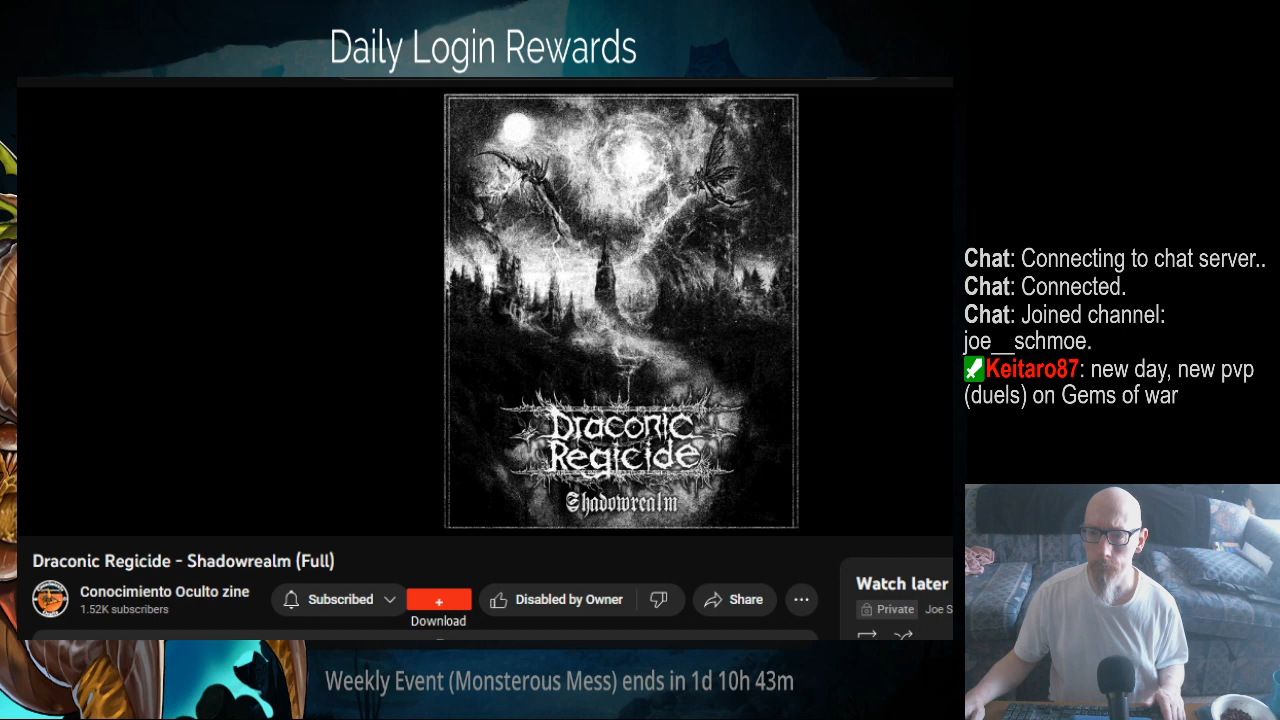 Daily Login Rewards
Draconic
Regicide
Shadowrealm
Draconic Regicide - Shadowrealm (Full)
Conocimiento Oculto zine
1.52K subscribers
Subscribed
+
Download
Disabled by Owner
Share
Watch later
Private
Joe S
Weekly Event (Monsterous Mess) ends in 1d 10h 43m
Chat: Connecting to chat server..
Chat: Connected.
Chat: Joined channel:
joe__schmoe.
Keitaro87: new day, new pvp
(duels) on Gems of war